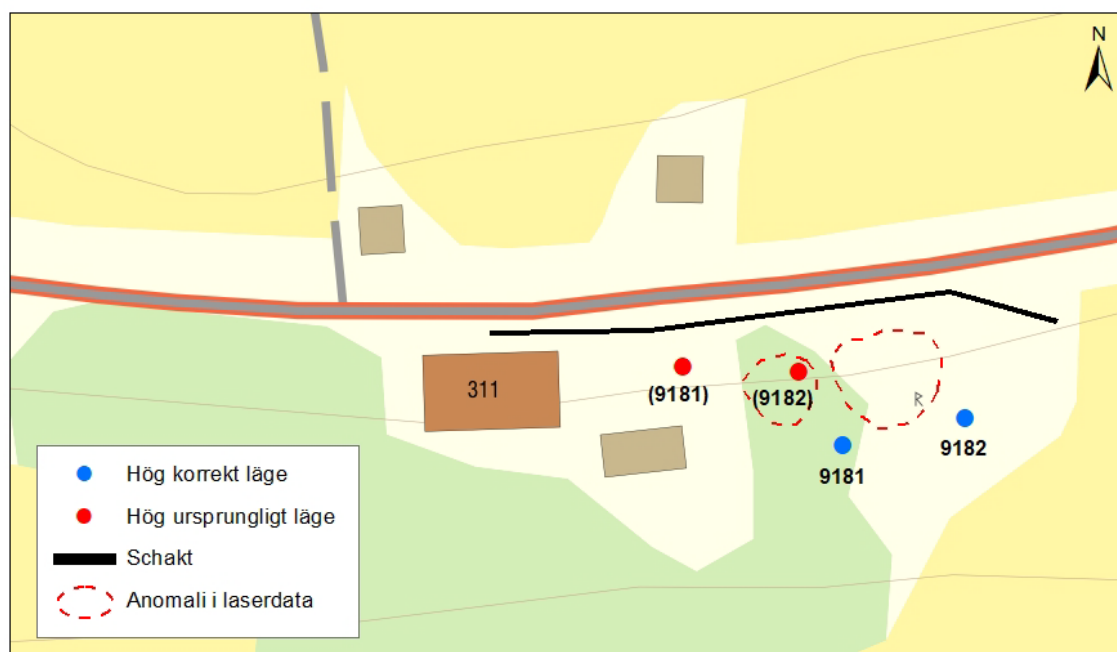 N
311
(9181)
(9182)
ᚱ
9181
9182
Hög korrekt läge
Hög ursprungligt läge
Schakt
Anomali i laserdata